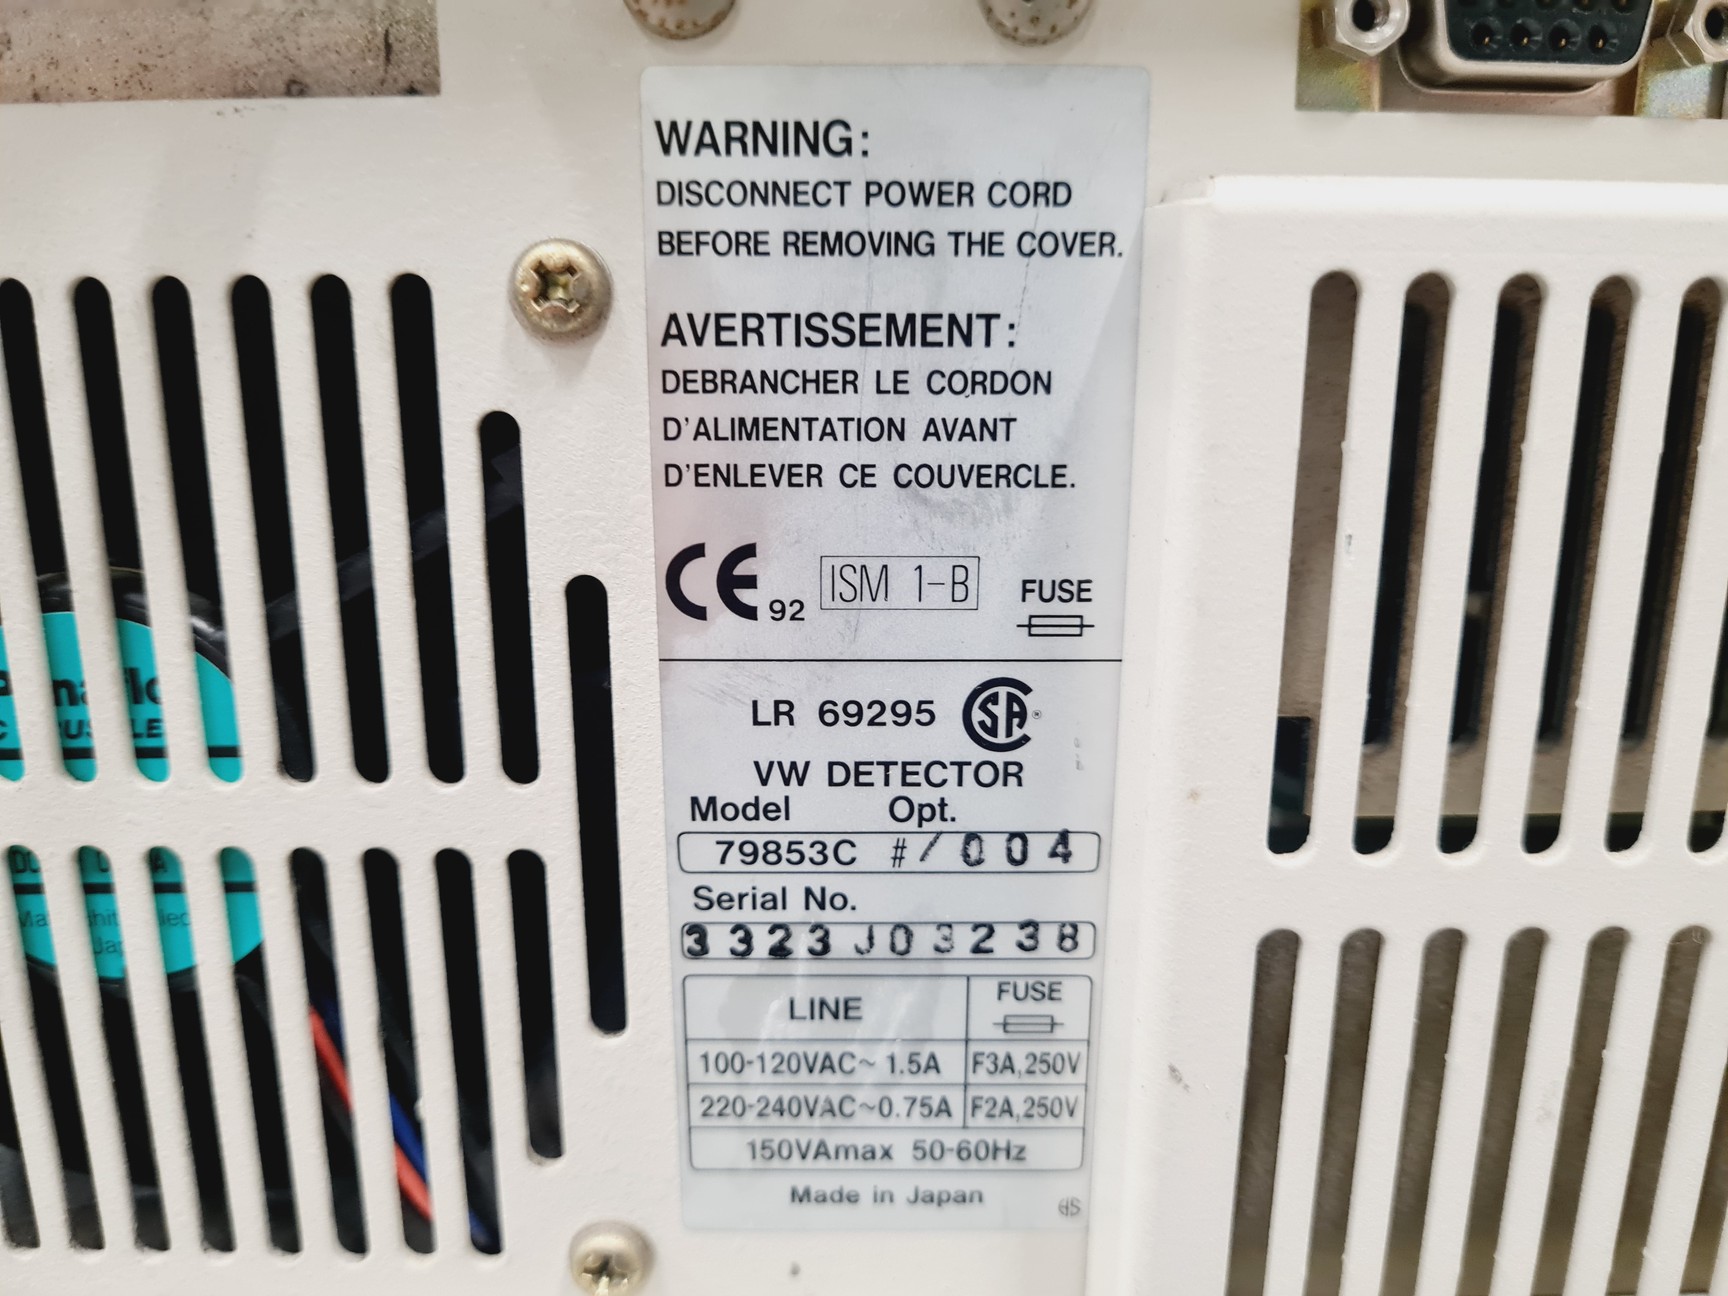 WARNING:
DISCONNECT POWER CORD
BEFORE REMOVING THE COVER.
AVERTISSEMENT:
DEBRANCHER LE CORDON
D'ALIMENTATION AVANT
D'ENLEVER CE COUVERCLE.
CE 92 ISM 1-B FUSE
LR 69295 CSA
VW DETECTOR
Model Opt.
79853C #/004
Serial No.
3323J03238
LINE FUSE
100-120VAC~ 1.5A F3A,250V
220-240VAC~0.75A F2A,250V
150VAmax 50-60Hz
Made in Japan